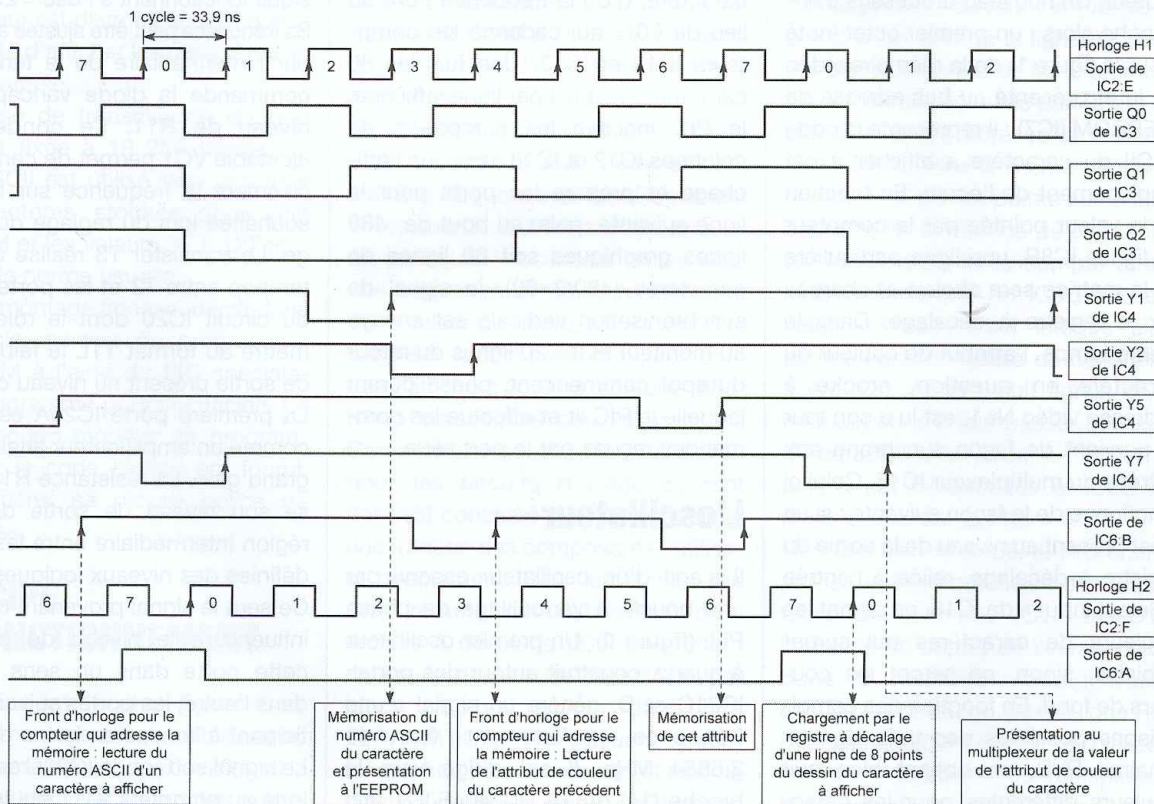 1 cycle = 33,9 ns
7 0 1 2 3 4 5 6 7 0 1 2
Horloge H1
Sortie de
IC2:E
Sortie Q0
de IC3
Sortie Q1
de IC3
Sortie Q2
de IC3
Sortie Y1
de IC4
Sortie Y2
de IC4
Sortie Y5
de IC4
Sortie Y7
de IC4
Sortie de
IC6:B
6 7 0 1 2 3 4 5 6 7 0 1 2
Horloge H2
Sortie de
IC2:F
Sortie de
IC6:A
Front d'horloge pour le
compteur qui adresse la
mémoire : lecture du
numéro ASCII d'un
caractère à afficher
Mémorisation du
numéro ASCII
du caractère
et présentation
à l'EEPROM
Front d'horloge pour le
compteur qui adresse la
mémoire : Lecture de
l'attribut de couleur
du caractère précédent
Mémorisation
de cet attribut
Chargement par le
registre à décalage
d'une ligne de 8 points
du dessin du caractère
à afficher
Présentation au
multiplexeur de la sortie
de l'attribut de couleur
du caractère